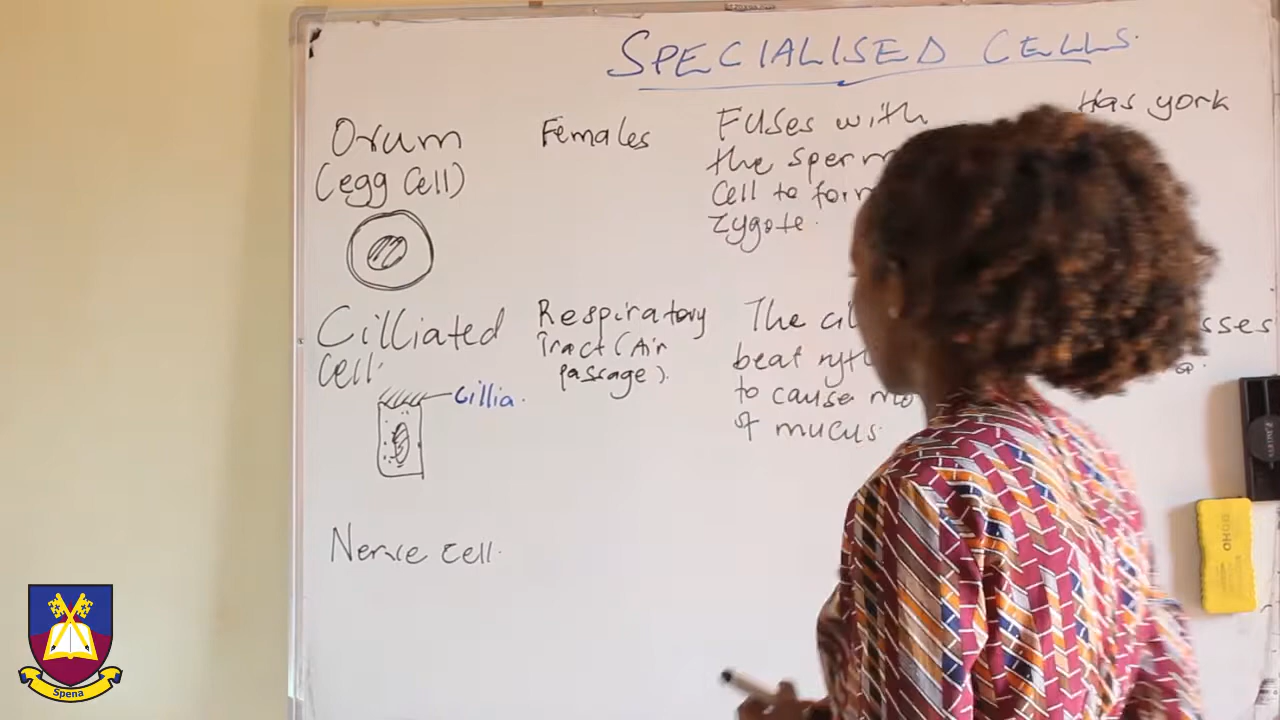 SPECIALISED CELLS.
Ovum
(egg cell)
Females
Fuses with
the sperm
cell to form
zygote.
Has york
Cilliated
cell.
Cillia.
Respiratory
Tract (Air
passage).
The
beat
to cause
of mucus.
Nerve cell.
BOHO
Spena